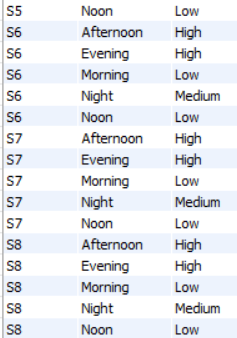 S5 Noon Low
S6 Afternoon High
S6 Evening High
S6 Morning Low
S6 Night Medium
S6 Noon Low
S7 Afternoon High
S7 Evening High
S7 Morning Low
S7 Night Medium
S7 Noon Low
S8 Afternoon High
S8 Evening High
S8 Morning Low
S8 Night Medium
S8 Noon Low